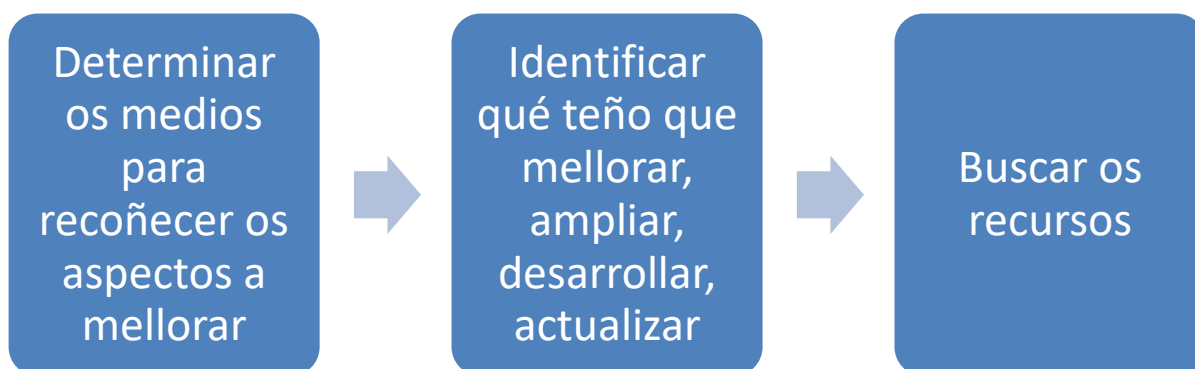 Determinar
os medios
para
recoñecer os
aspectos a
mellorar
Identificar
qué teño que
mellorar,
ampliar,
desarrollar,
actualizar
Buscar os
recursos